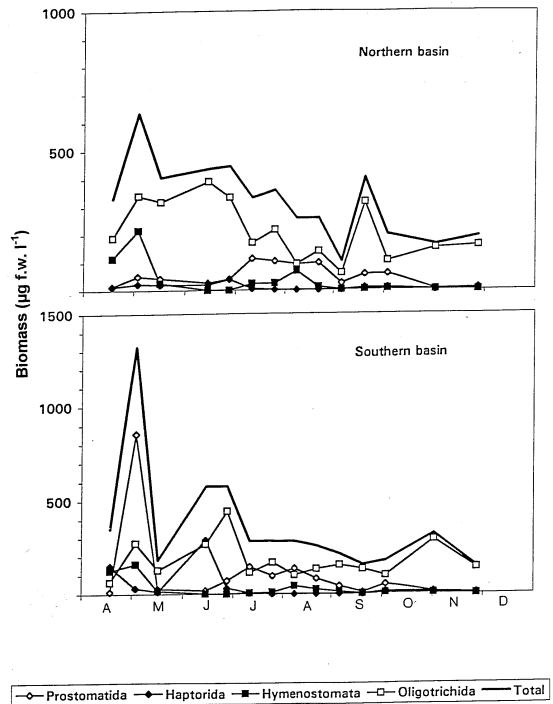 1000
Northern basin
500
Biomass (µg f.w. l⁻¹)
1500
Southern basin
1000
500
A M J J A S O N D
Prostomatida Haptorida Hymenostomata Oligotrichida Total